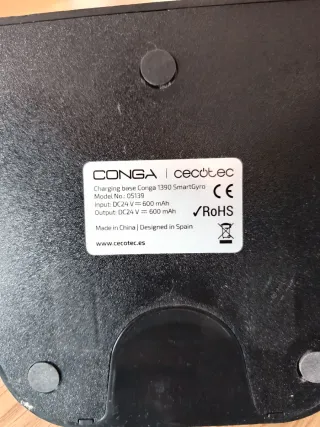 CONGA | cecotec
Charging base Conga 1390 SmartGyro
Model No.: 05139
Input: DC24 V⎓600 mAh
Output: DC24 V⎓600 mAh
CE
✓RoHS
Made in China | Designed in Spain
www.cecotec.es